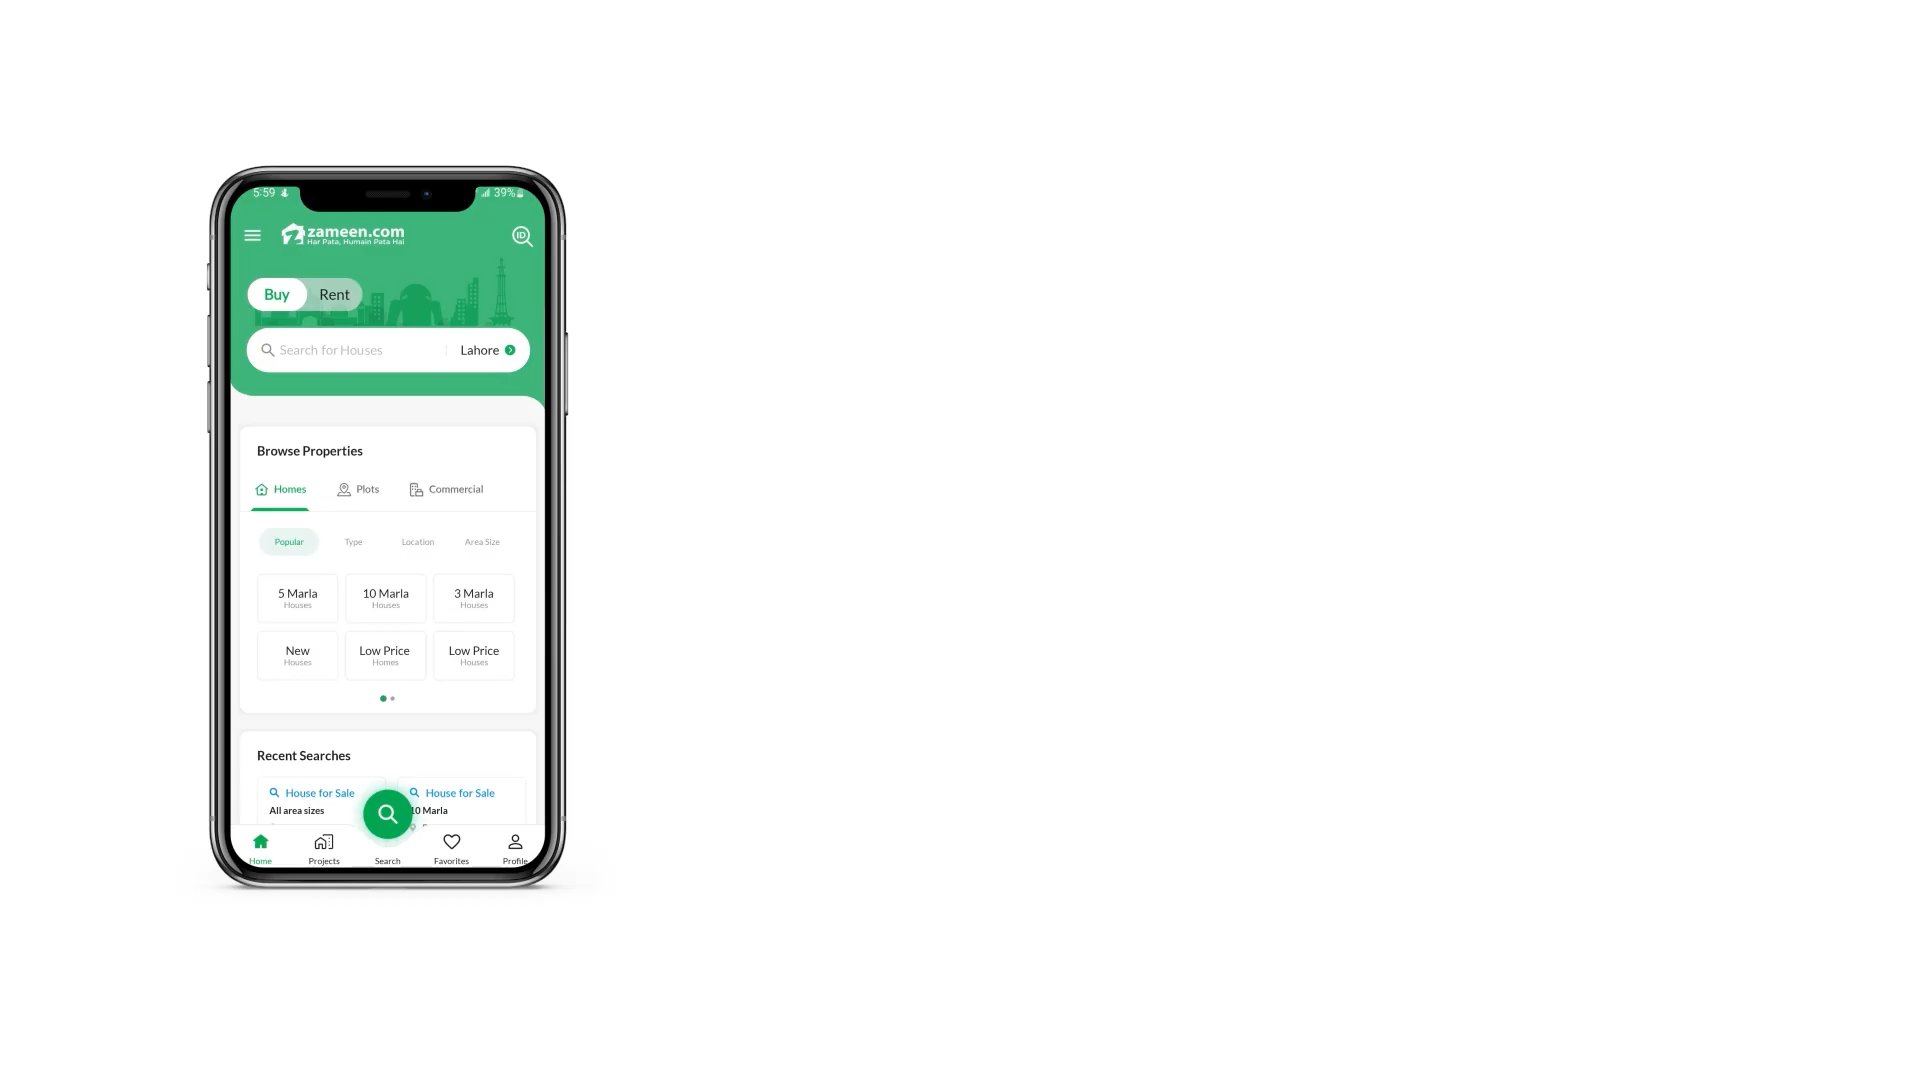 5:59
39%
zameen.com
Har Pata, Humain Pata Hai
ID
Buy
Rent
Search for Houses
Lahore
Browse Properties
Homes
Plots
Commercial
Popular
Type
Location
Area Size
5 Marla
Houses
10 Marla
Houses
3 Marla
Houses
New
Houses
Low Price
Homes
Low Price
Houses
Recent Searches
House for Sale
All area sizes
House for Sale
10 Marla
Home
Projects
Search
Favorites
Profile